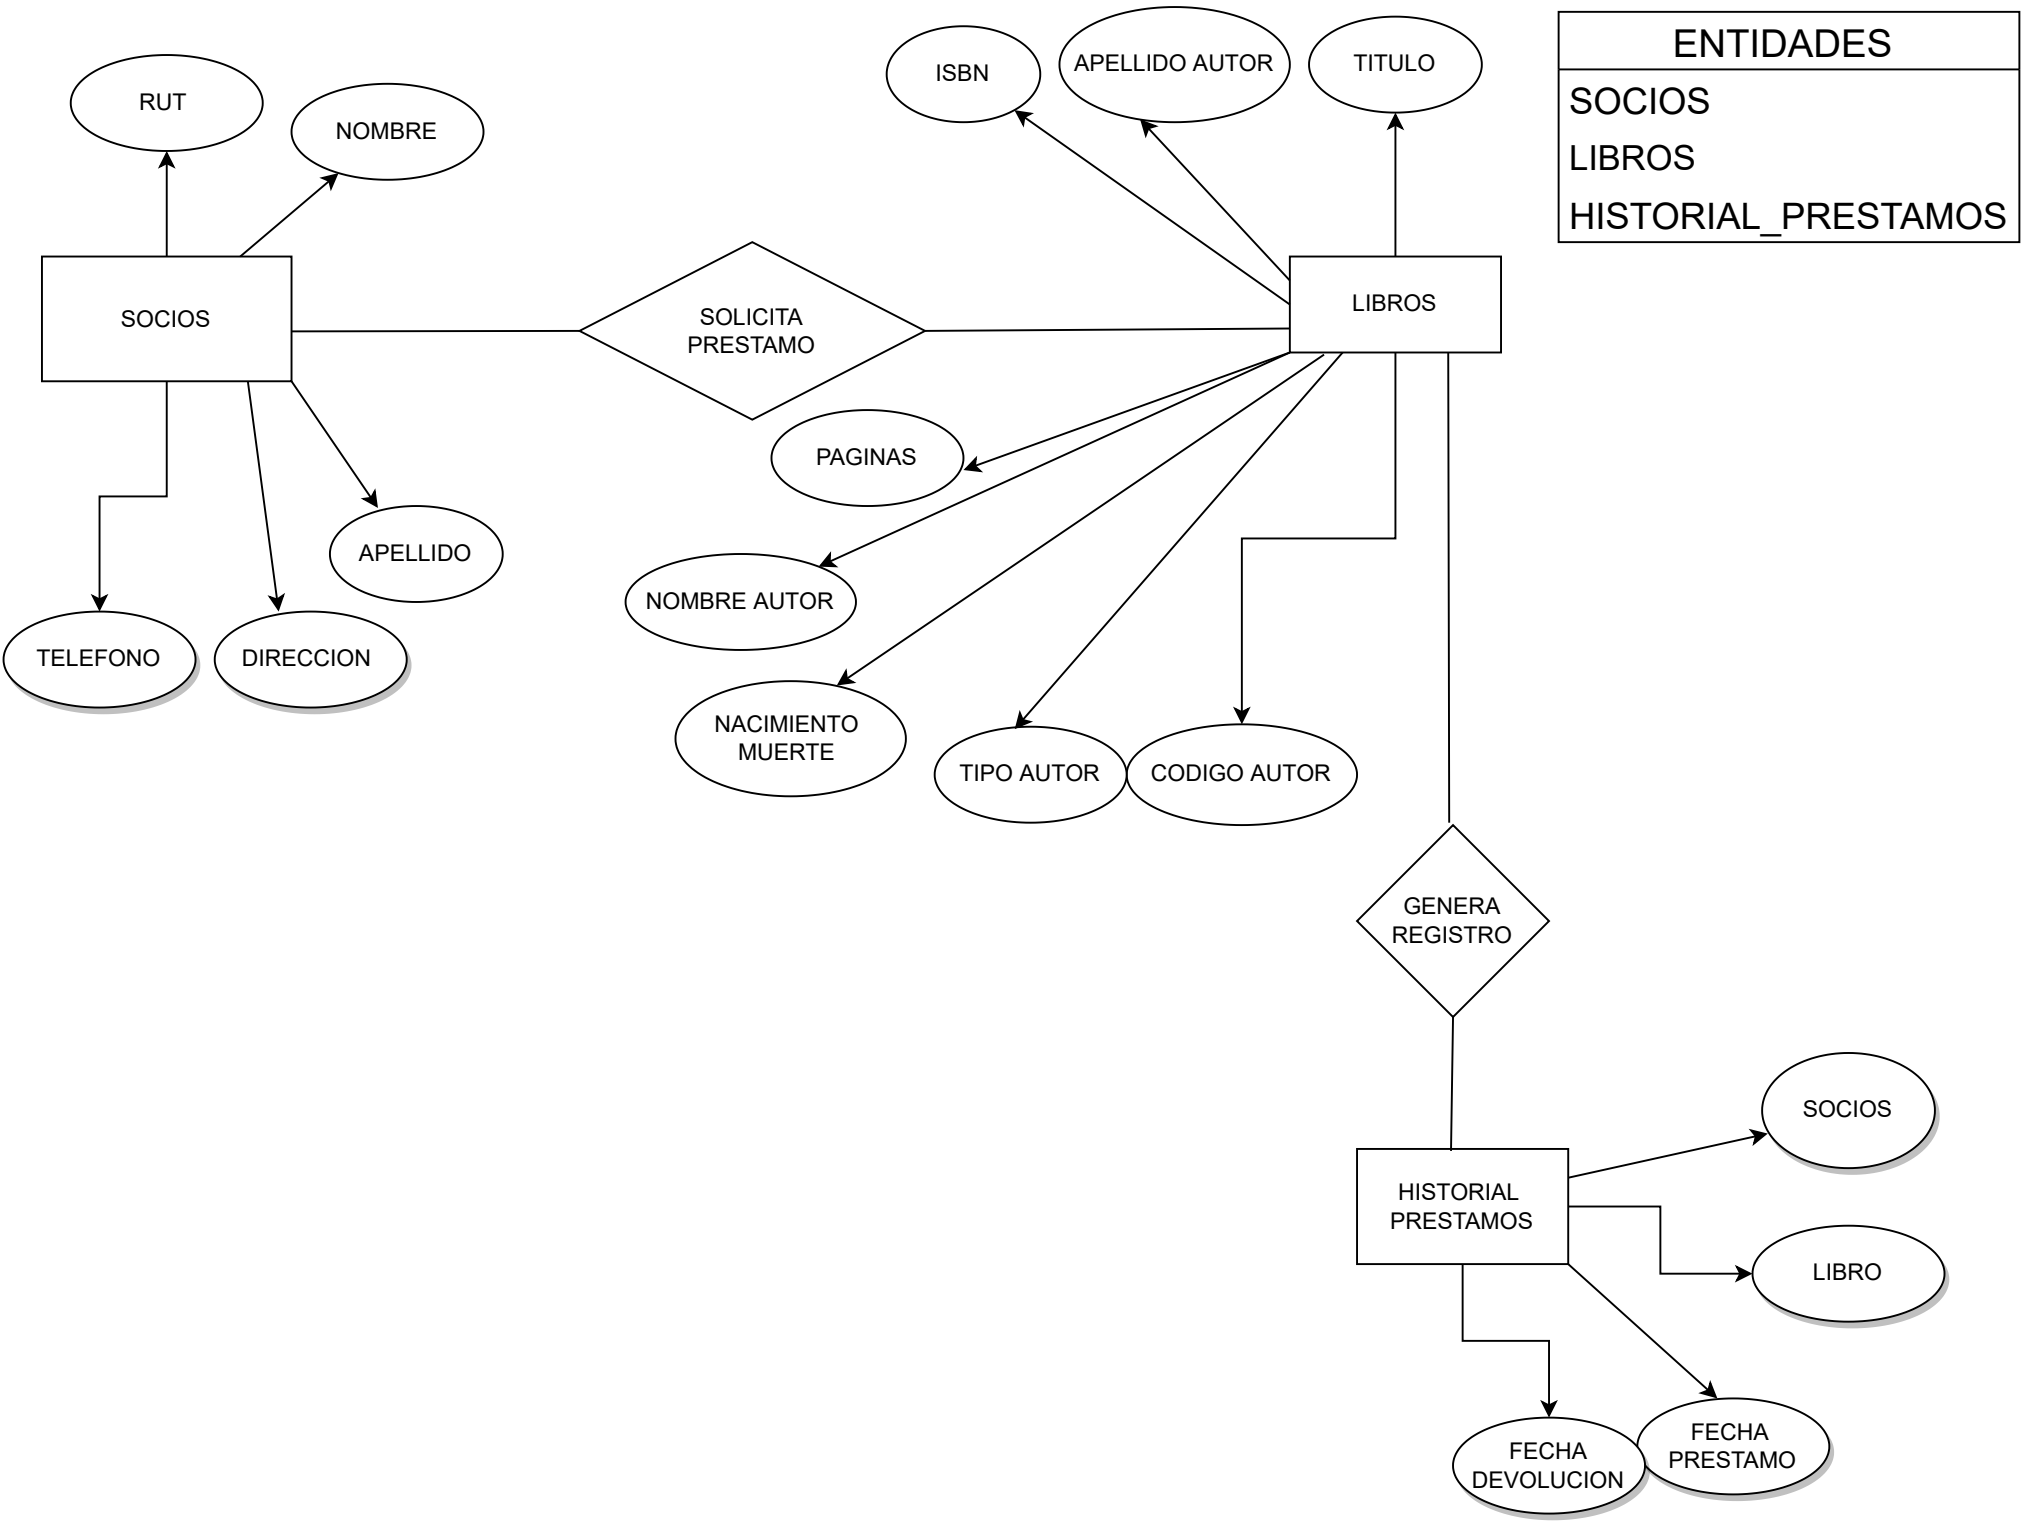 ENTIDADES
SOCIOS
LIBROS
HISTORIAL_PRESTAMOS
RUT
NOMBRE
ISBN
APELLIDO AUTOR
TITULO
SOCIOS
SOLICITA
PRESTAMO
LIBROS
PAGINAS
APELLIDO
NOMBRE AUTOR
TELEFONO
DIRECCION
NACIMIENTO
MUERTE
TIPO AUTOR
CODIGO AUTOR
GENERA
REGISTRO
SOCIOS
HISTORIAL
PRESTAMOS
LIBRO
FECHA
PRESTAMO
FECHA
DEVOLUCION